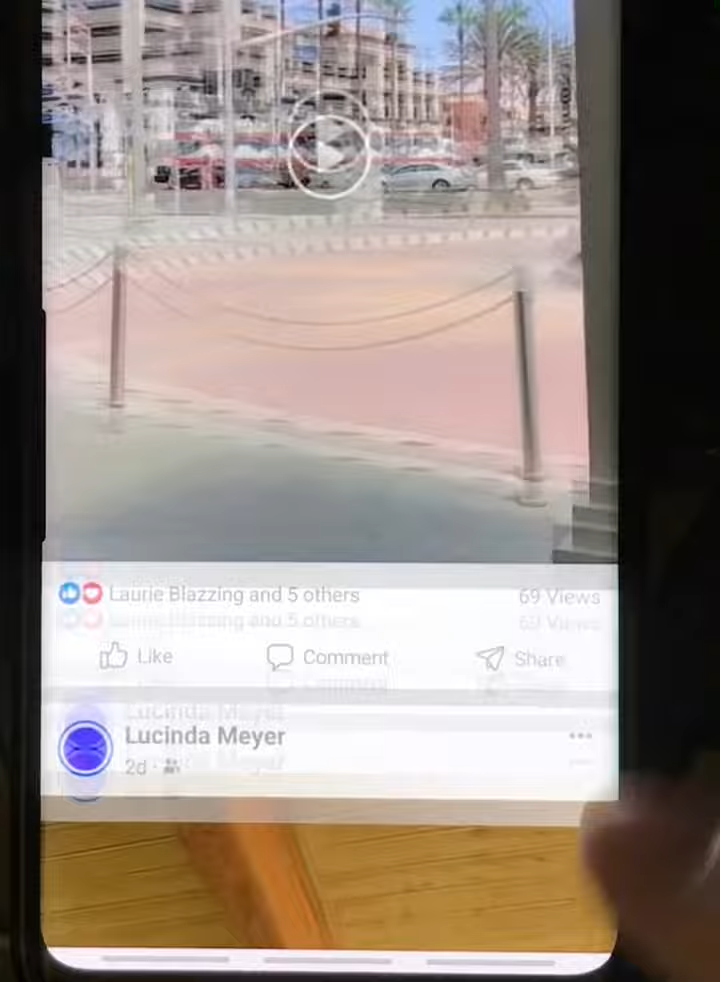 Laurie Blazzing and 5 others
69 Views
Like
Comment
Share
Lucinda Meyer
2d